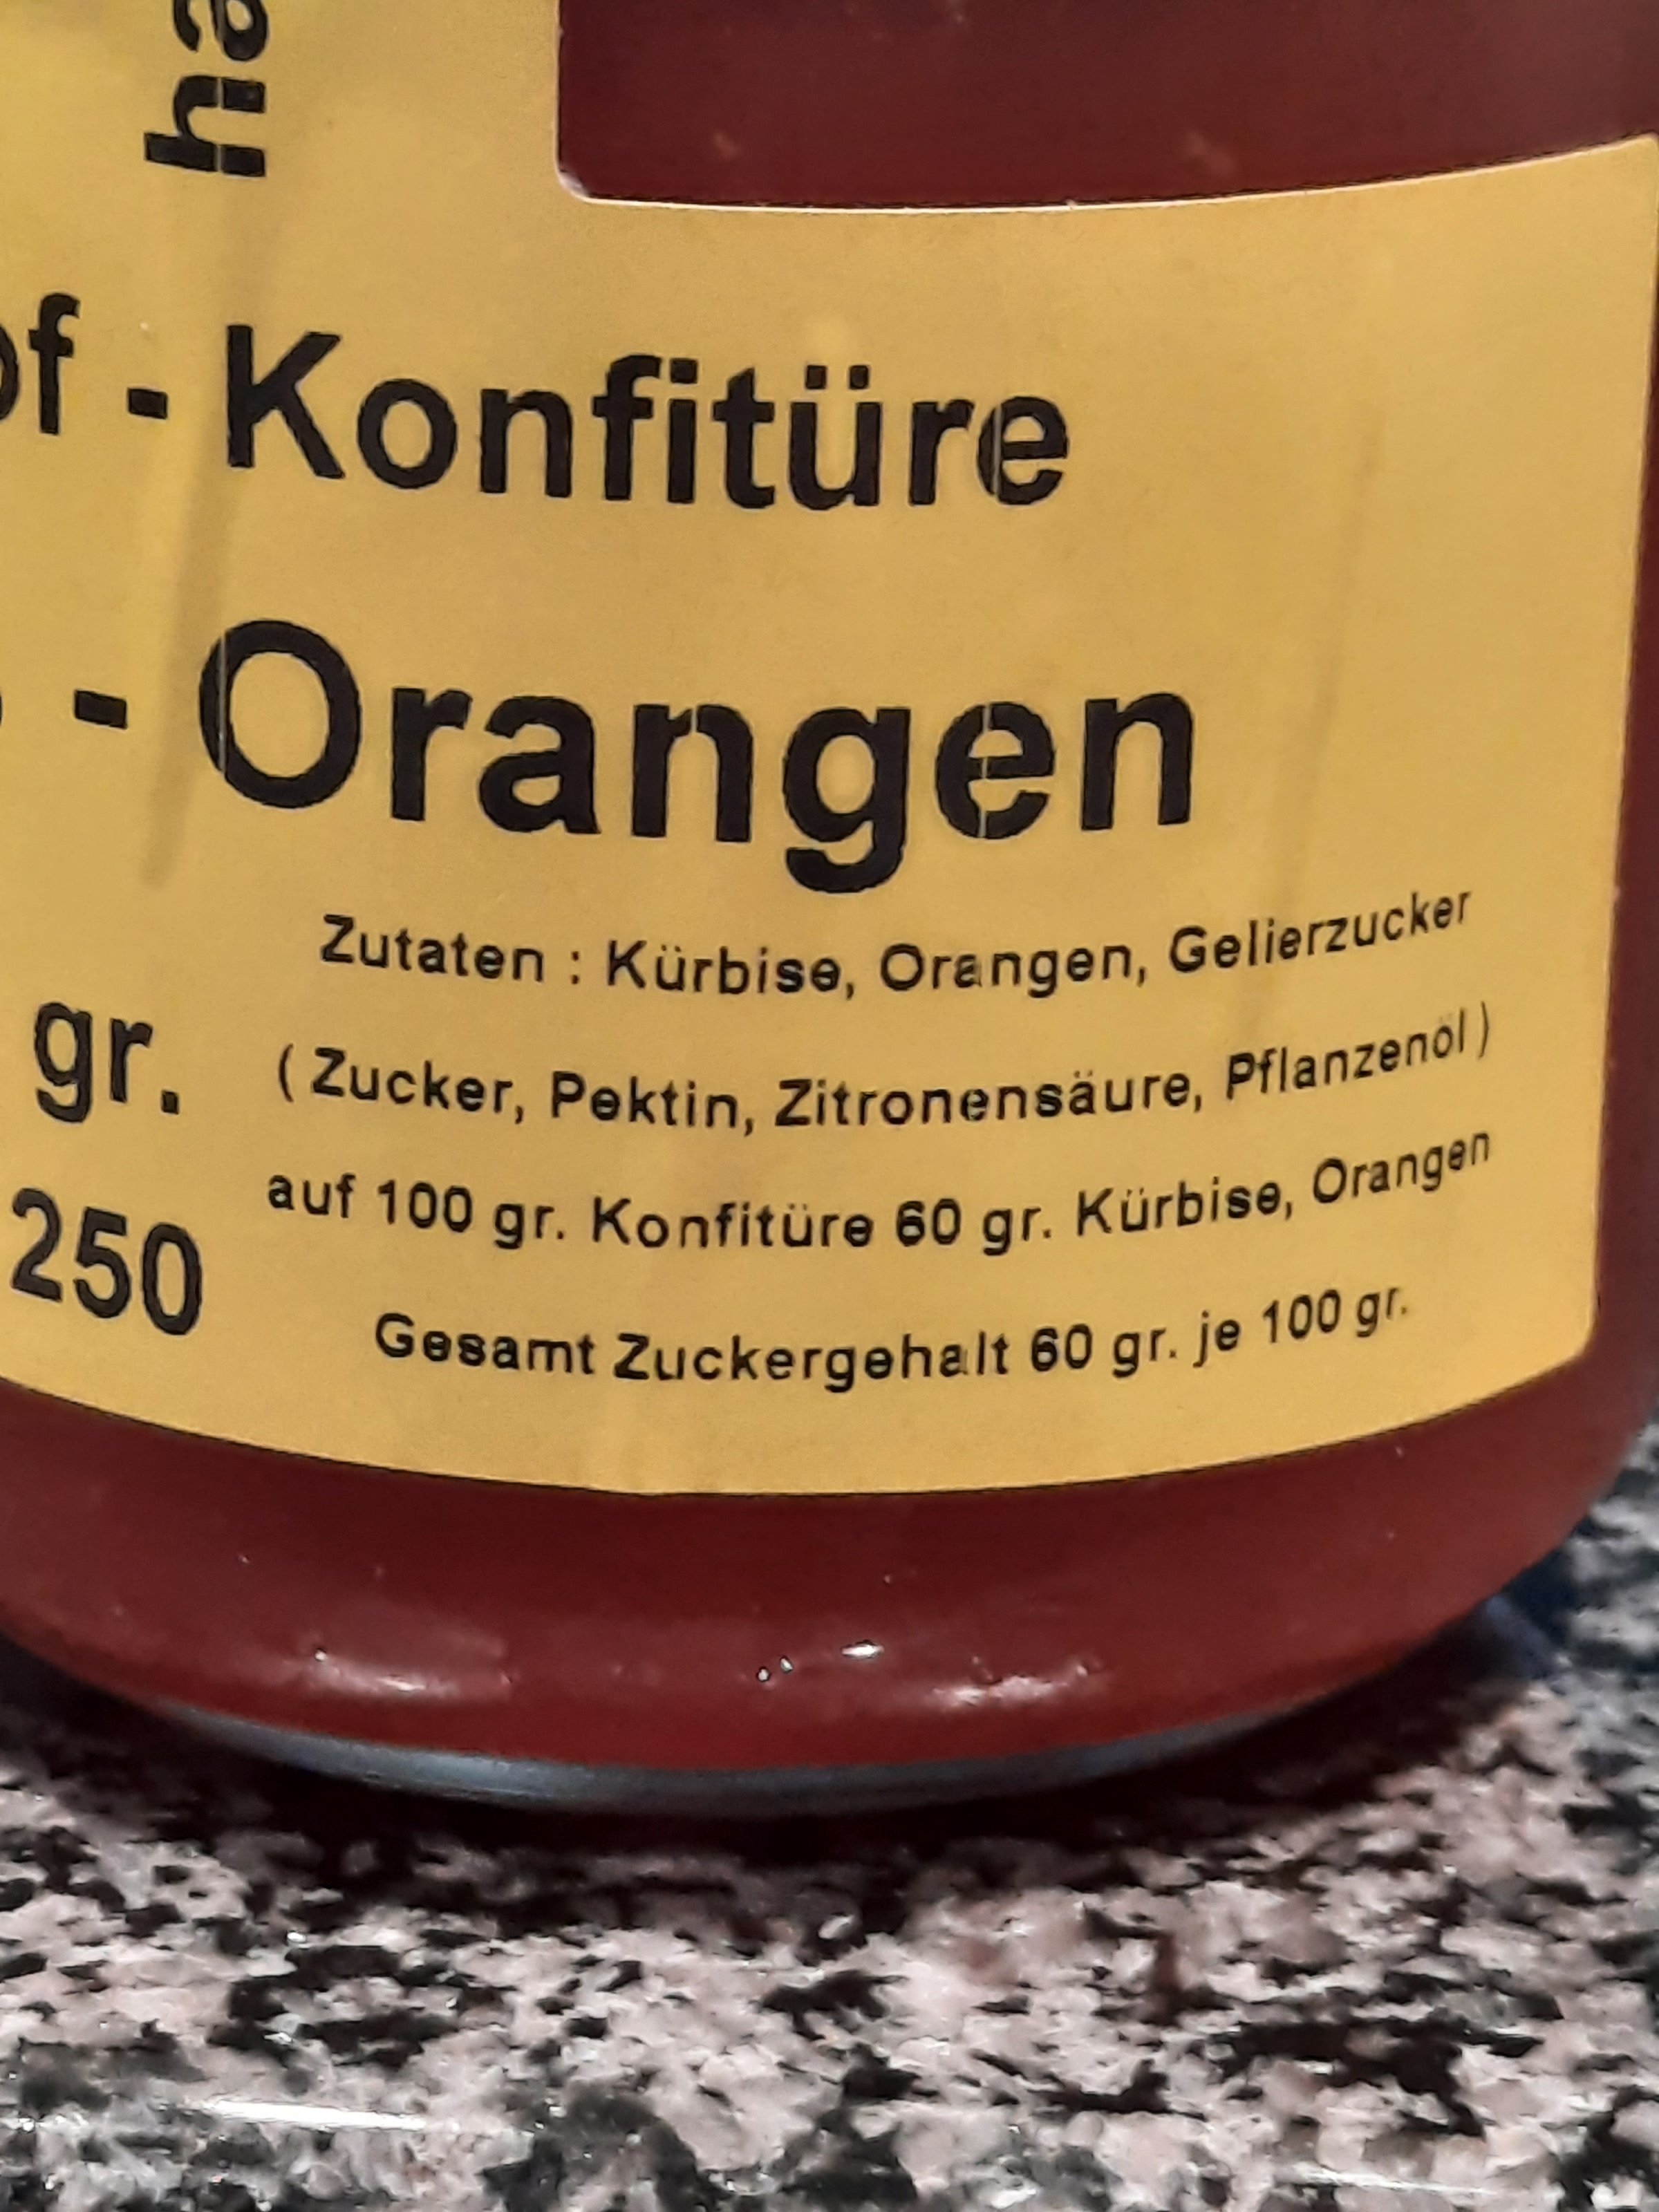 - Konfitüre
- Orangen
Zutaten : Kürbise, Orangen, Gelierzucker
gr. ( Zucker, Pektin, Zitronensäure, Pflanzenöl )
250 auf 100 gr. Konfitüre 60 gr. Kürbise, Orangen
Gesamt Zuckergehalt 60 gr. je 100 gr.